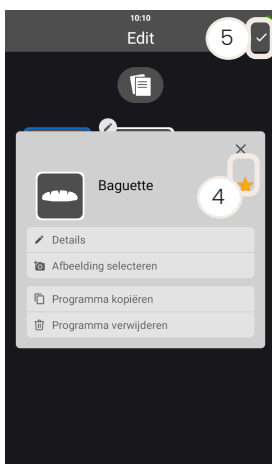 10:10
Edit
5
Baguette
4
Details
Afbeelding selecteren
Programma kopiëren
Programma verwijderen